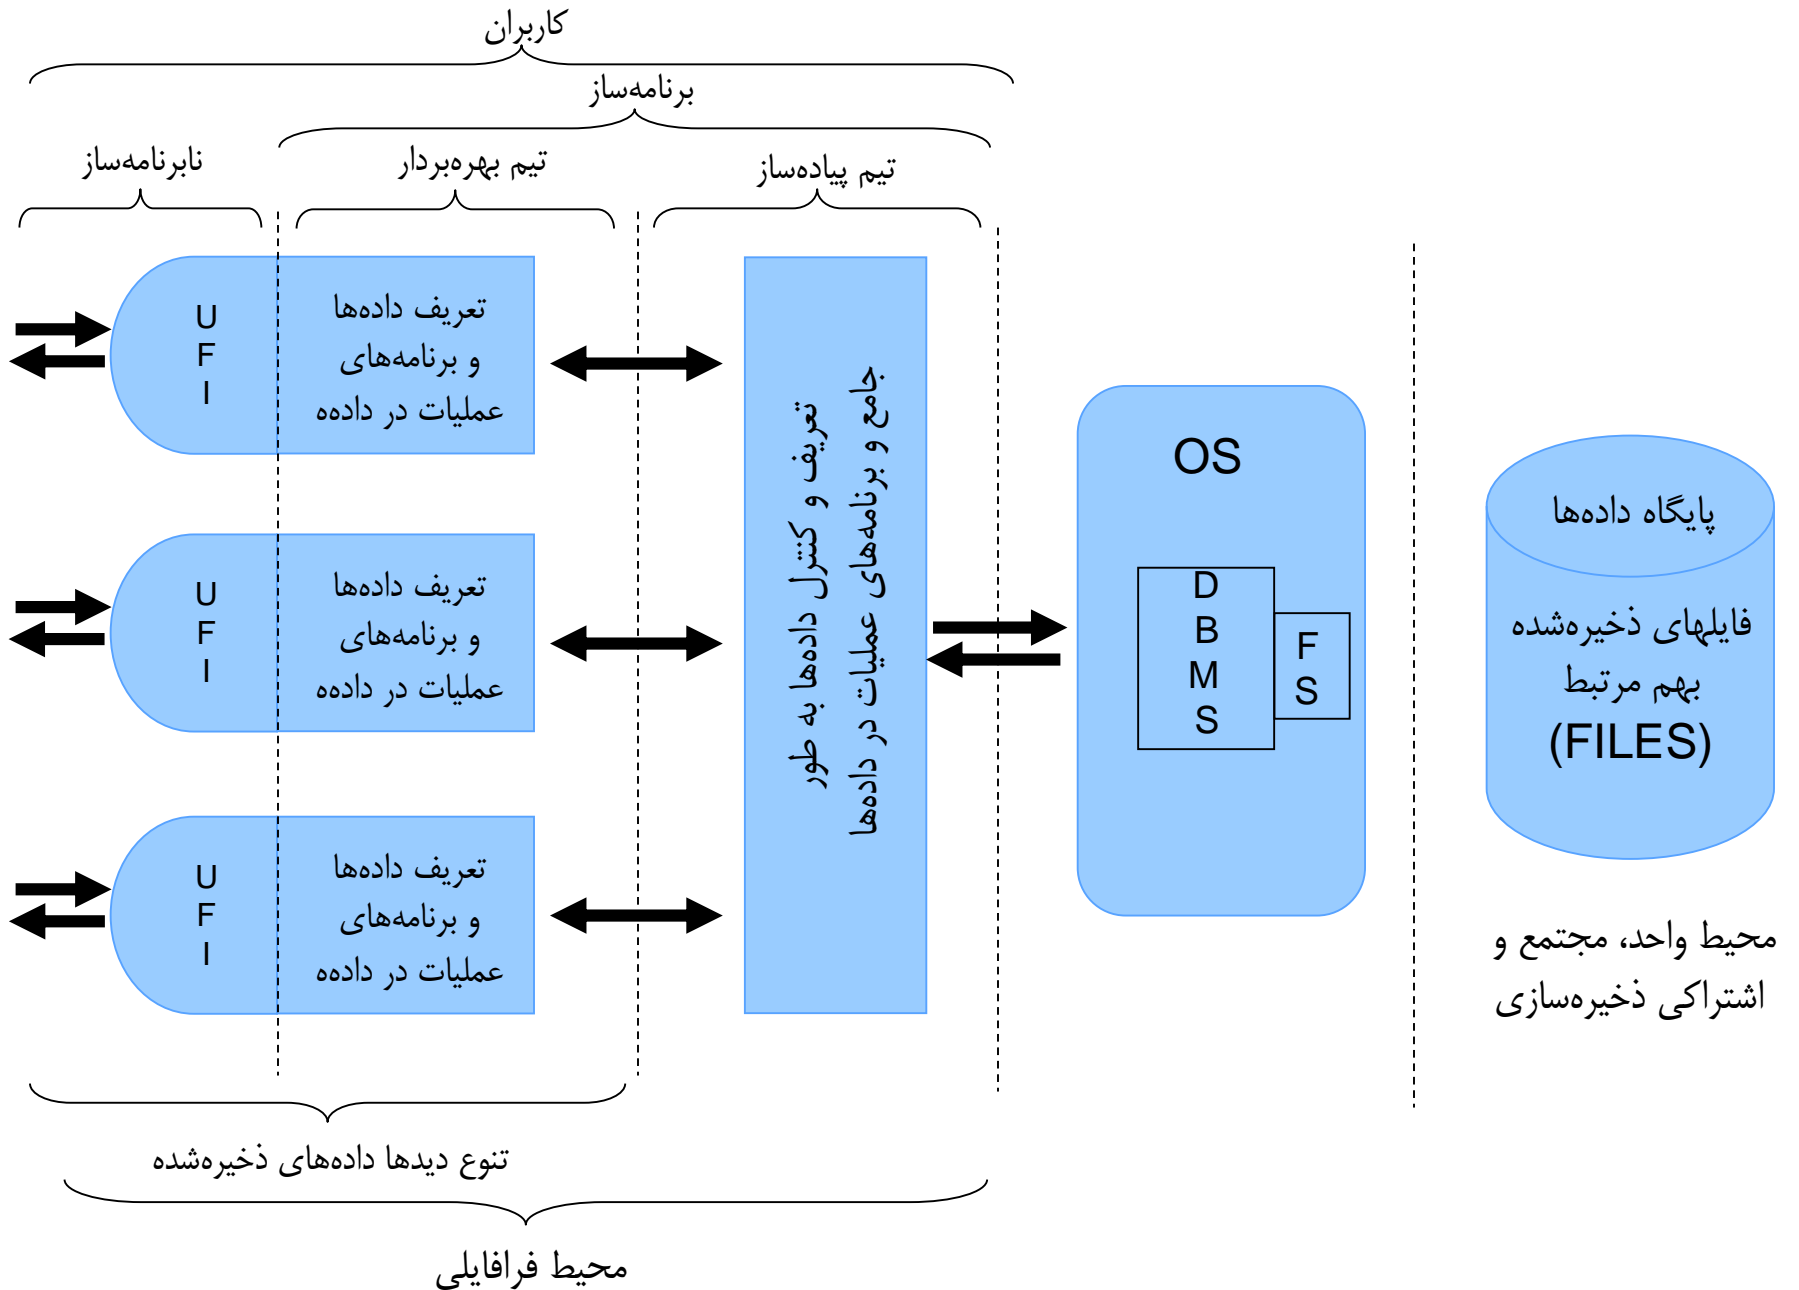 کاربران
برنامه‌ساز
نابرنامه‌ساز
تیم بهره‌بردار
تیم پیاده‌ساز
U
F
I
تعریف داده‌ها
و برنامه‌های
عملیات در داده‌ه
U
F
I
تعریف داده‌ها
و برنامه‌های
عملیات در داده‌ه
U
F
I
تعریف داده‌ها
و برنامه‌های
عملیات در داده‌ه
تعریف و کنترل داده‌ها به طور
جامع و برنامه‌های عملیات در داده‌ها
OS
D
B
M
S
F
S
پایگاه داده‌ها
فایلهای ذخیره‌شده
بهم مرتبط
(FILES)
محیط واحد، مجتمع و
اشتراکی ذخیره‌سازی
تنوع دیدها داده‌های ذخیره‌شده
محیط فرافایلی